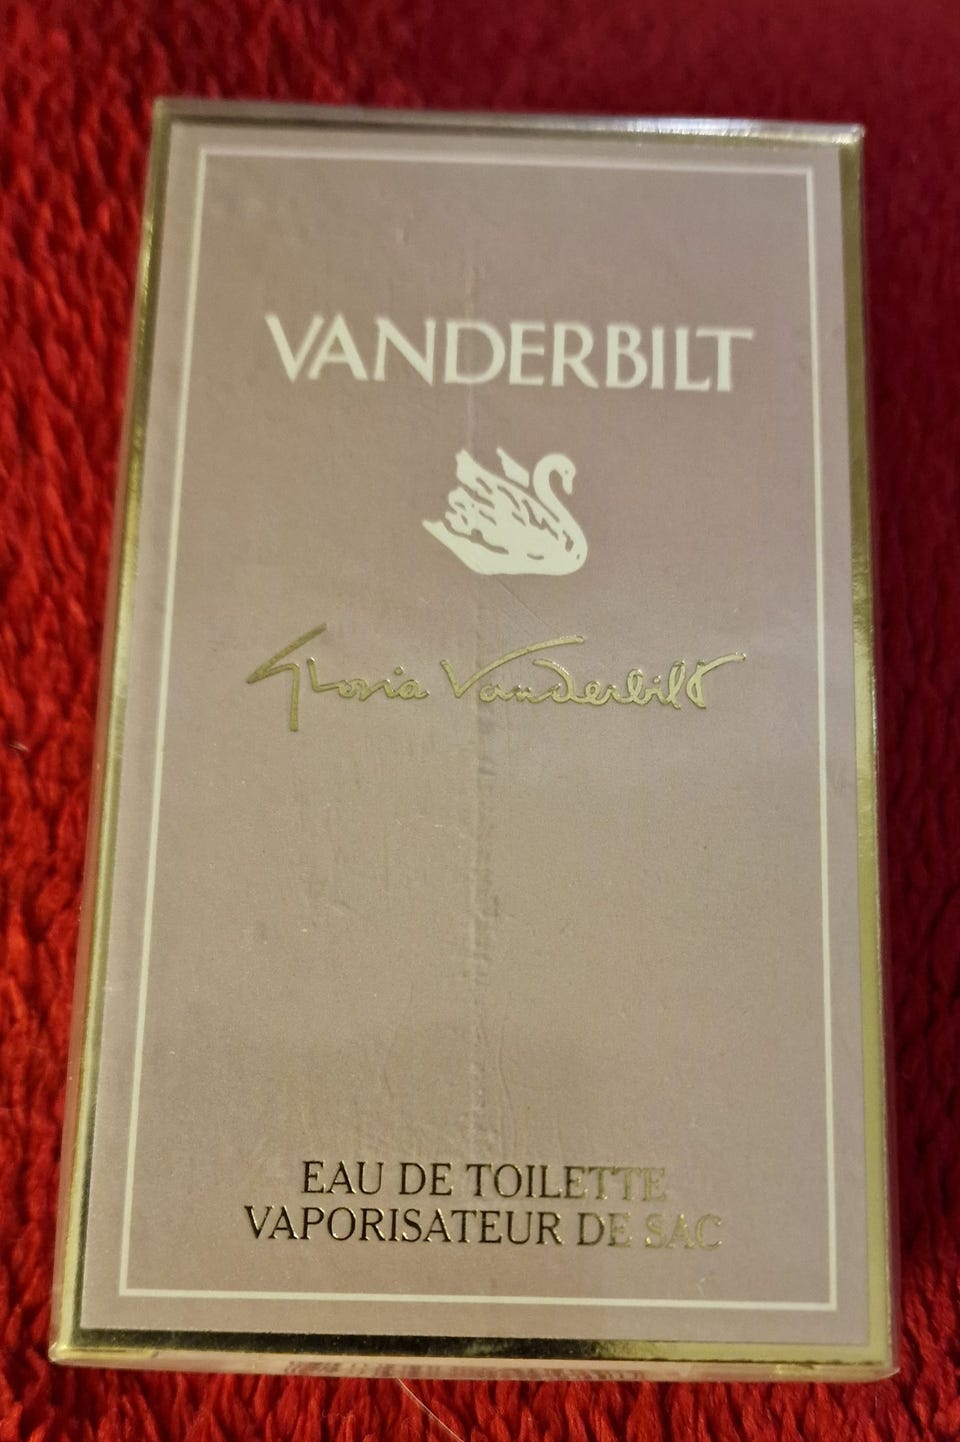 VANDERBILT
Gloria Vanderbilt
EAU DE TOILETTE
VAPORISATEUR DE SAC